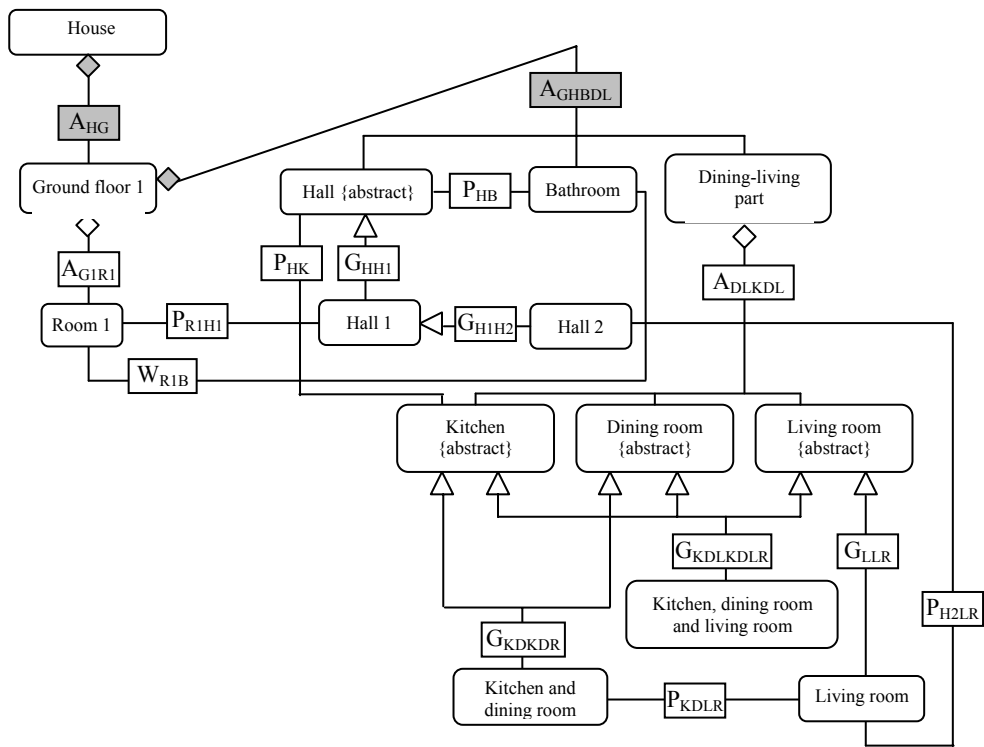 House
A_HG
A_GHBDL
Ground floor 1
Hall {abstract}
P_HB
Bathroom
Dining-living
part
A_G1R1
P_HK
G_HH1
A_DLKDL
Room 1
P_R1H1
Hall 1
G_H1H2
Hall 2
W_R1B
Kitchen
{abstract}
Dining room
{abstract}
Living room
{abstract}
G_KDLKDLR
G_LLR
Kitchen, dining room
and living room
P_H2LR
G_KDKDR
Kitchen and
dining room
P_KDLR
Living room